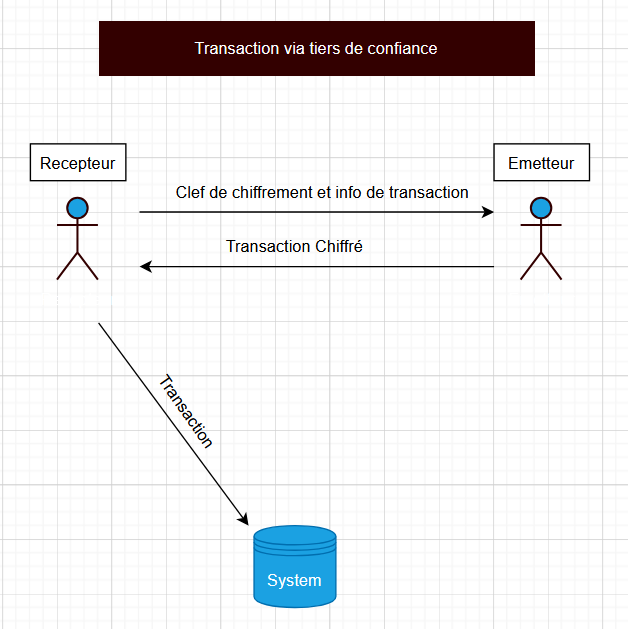 Transaction via tiers de confiance
Recepteur
Emetteur
Clef de chiffrement et info de transaction
Transaction Chiffré
Transaction
System